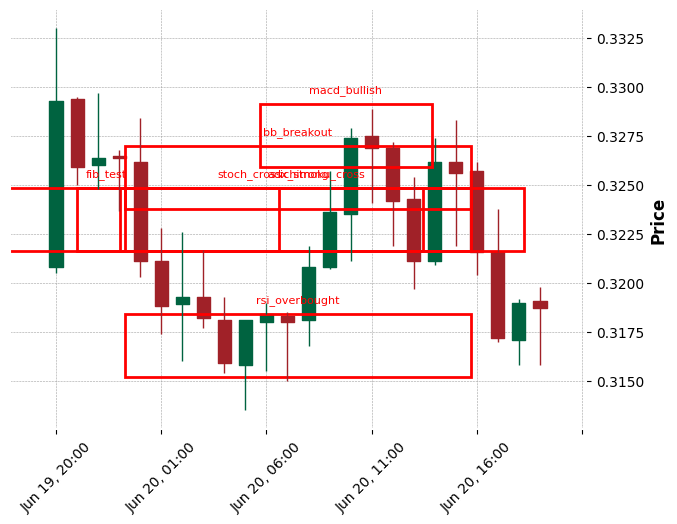 macd_bullish
bb_breakout
fib_test
rsi_overbought
0.3325
0.3300
0.3275
0.3250
0.3225
0.3200
0.3175
0.3150
Price
Jun 19, 20:00
Jun 20, 01:00
Jun 20, 06:00
Jun 20, 11:00
Jun 20, 16:00